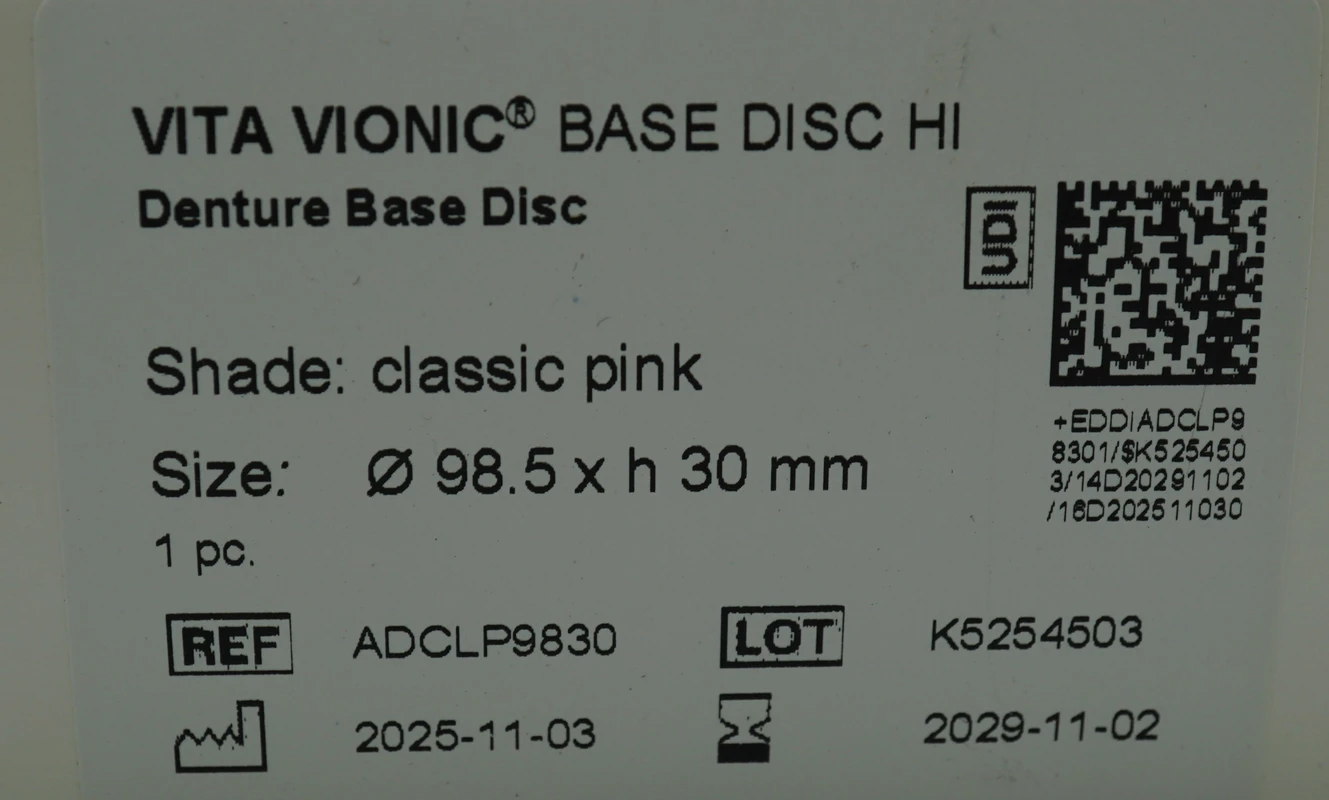 VITA VIONIC® BASE DISC HI
Denture Base Disc
UDI
Shade: classic pink
Size: Ø 98.5 x h 30 mm
1 pc.
+EDDIADCLP9
8301/$K525450
3/14D20291102
/16D202511030
REF ADCLP9830 LOT K5254503
2025-11-03 2029-11-02